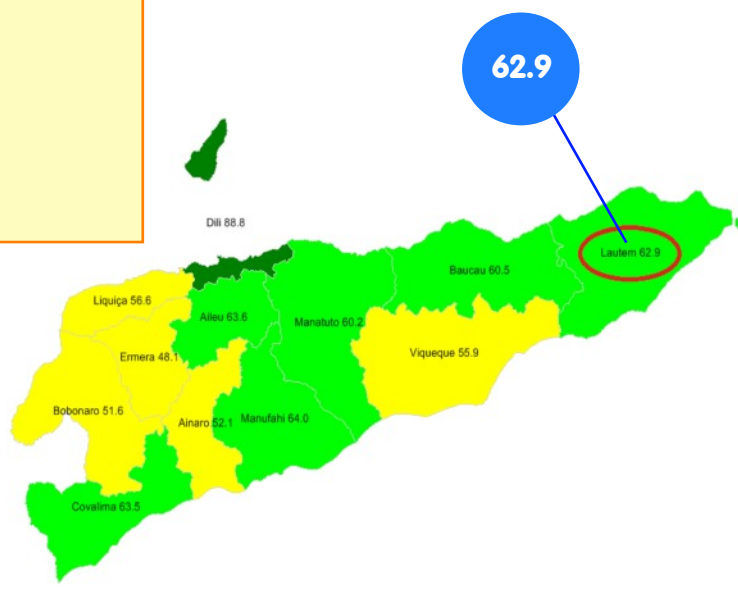 62.9
Dili 88.8
Lautem 62.9
Baucau 60.5
Liquiça 56.6
Aileu 63.6
Manatuto 60.2
Ermera 48.1
Viqueque 55.9
Bobonaro 51.6
Ainaro 52.1
Manufahi 64.0
Covalima 63.5